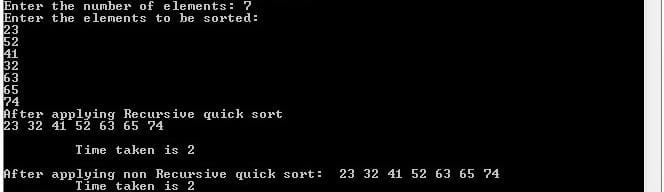 Enter the number of elements: 7
Enter the elements to be sorted:
23
52
41
32
63
65
74
After applying Recursive quick sort
23 32 41 52 63 65 74
Time taken is 2
After applying non Recursive quick sort: 23 32 41 52 63 65 74
Time taken is 2